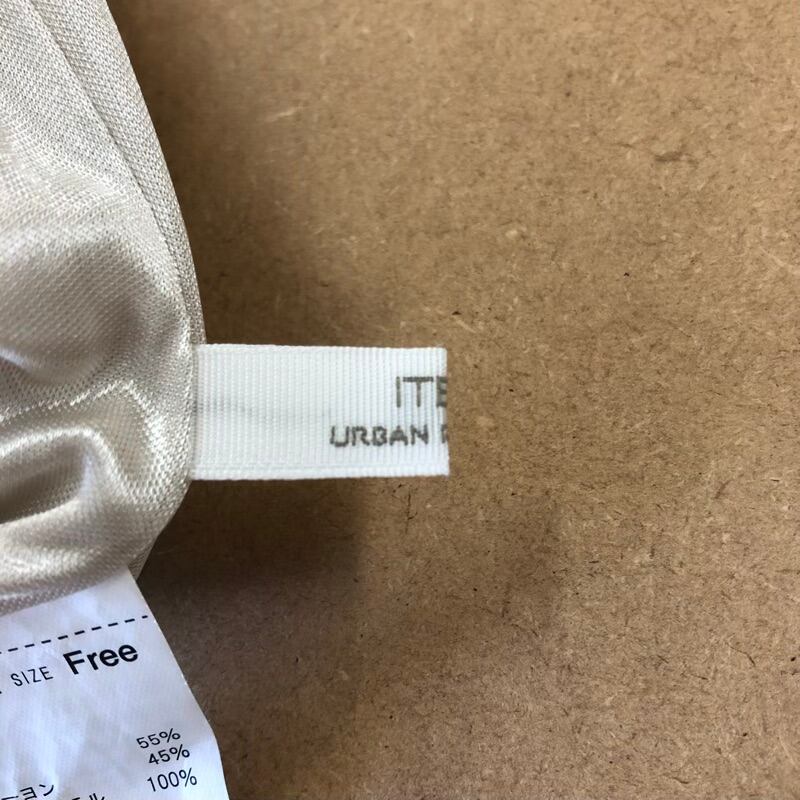 ITE
URBAN R
SIZE Free
55%
45%
ーヨン 100%